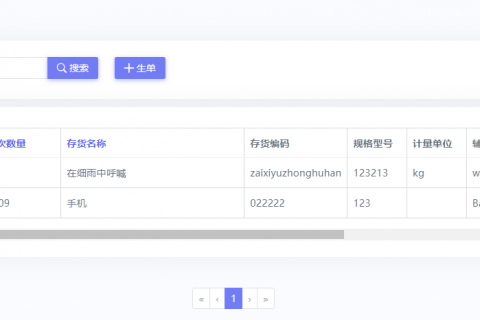 搜索 生单
次数量 存货名称 存货编码 规格型号 计量单位 辅
在烟雨中呼喊 zaixiyuzhonghuhan 123213 kg w
09 手机 022222 123 Ba
« ‹ 1 › »